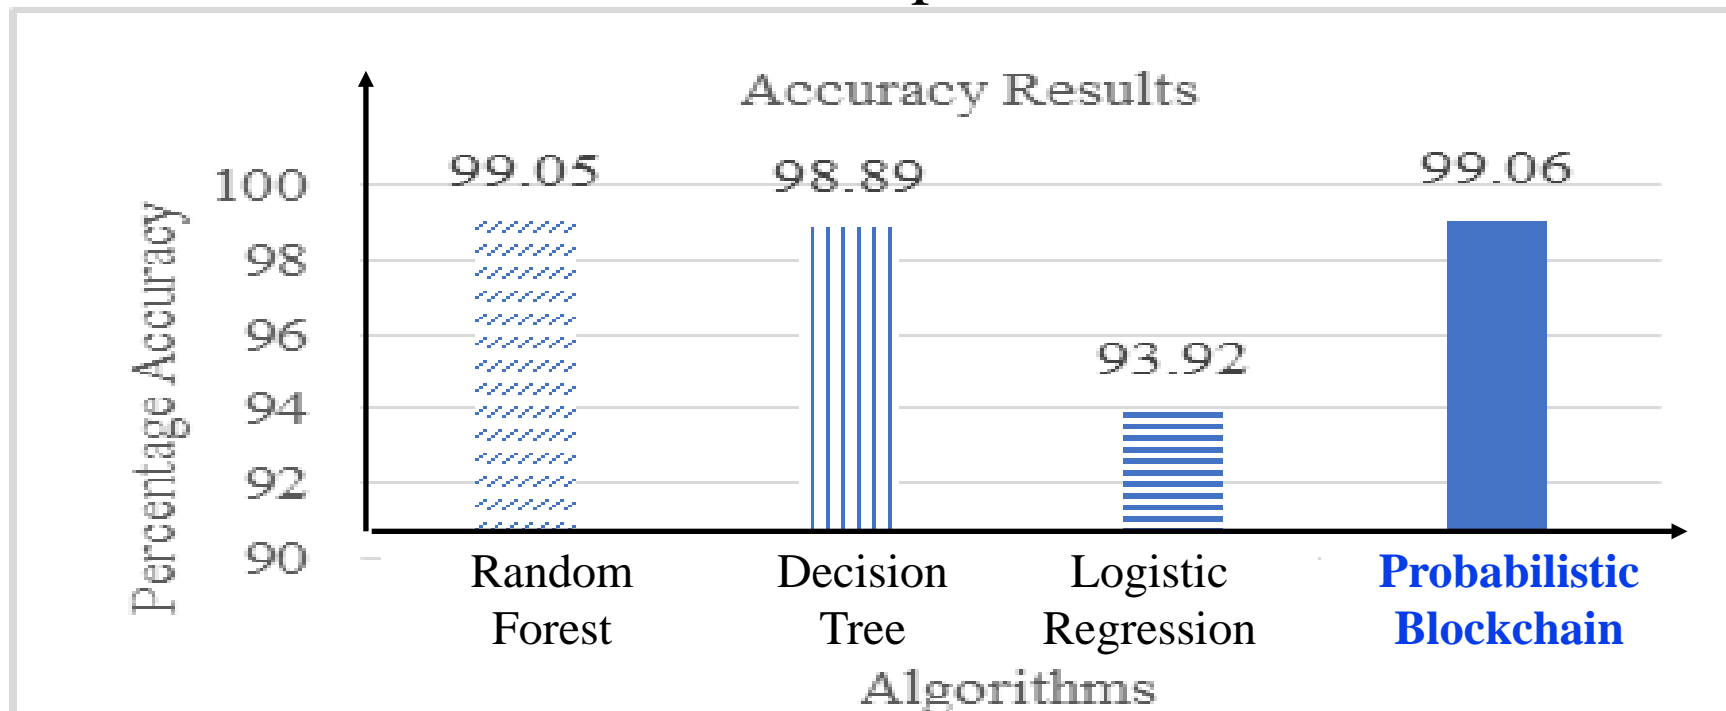 Accuracy Results
99.05
98.89
93.92
99.06
100
98
96
94
92
90
Percentage Accuracy
Random
Forest
Decision
Tree
Logistic
Regression
Probabilistic
Blockchain
Algorithms